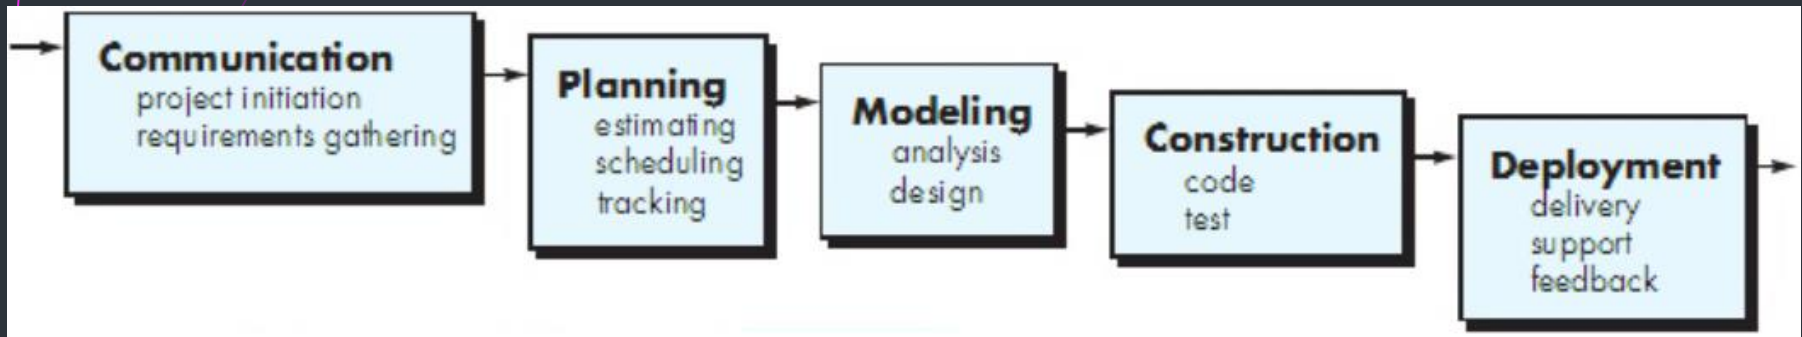 Communication
project initiation
requirements gathering
Planning
estimating
scheduling
tracking
Modeling
analysis
design
Construction
code
test
Deployment
delivery
support
feedback